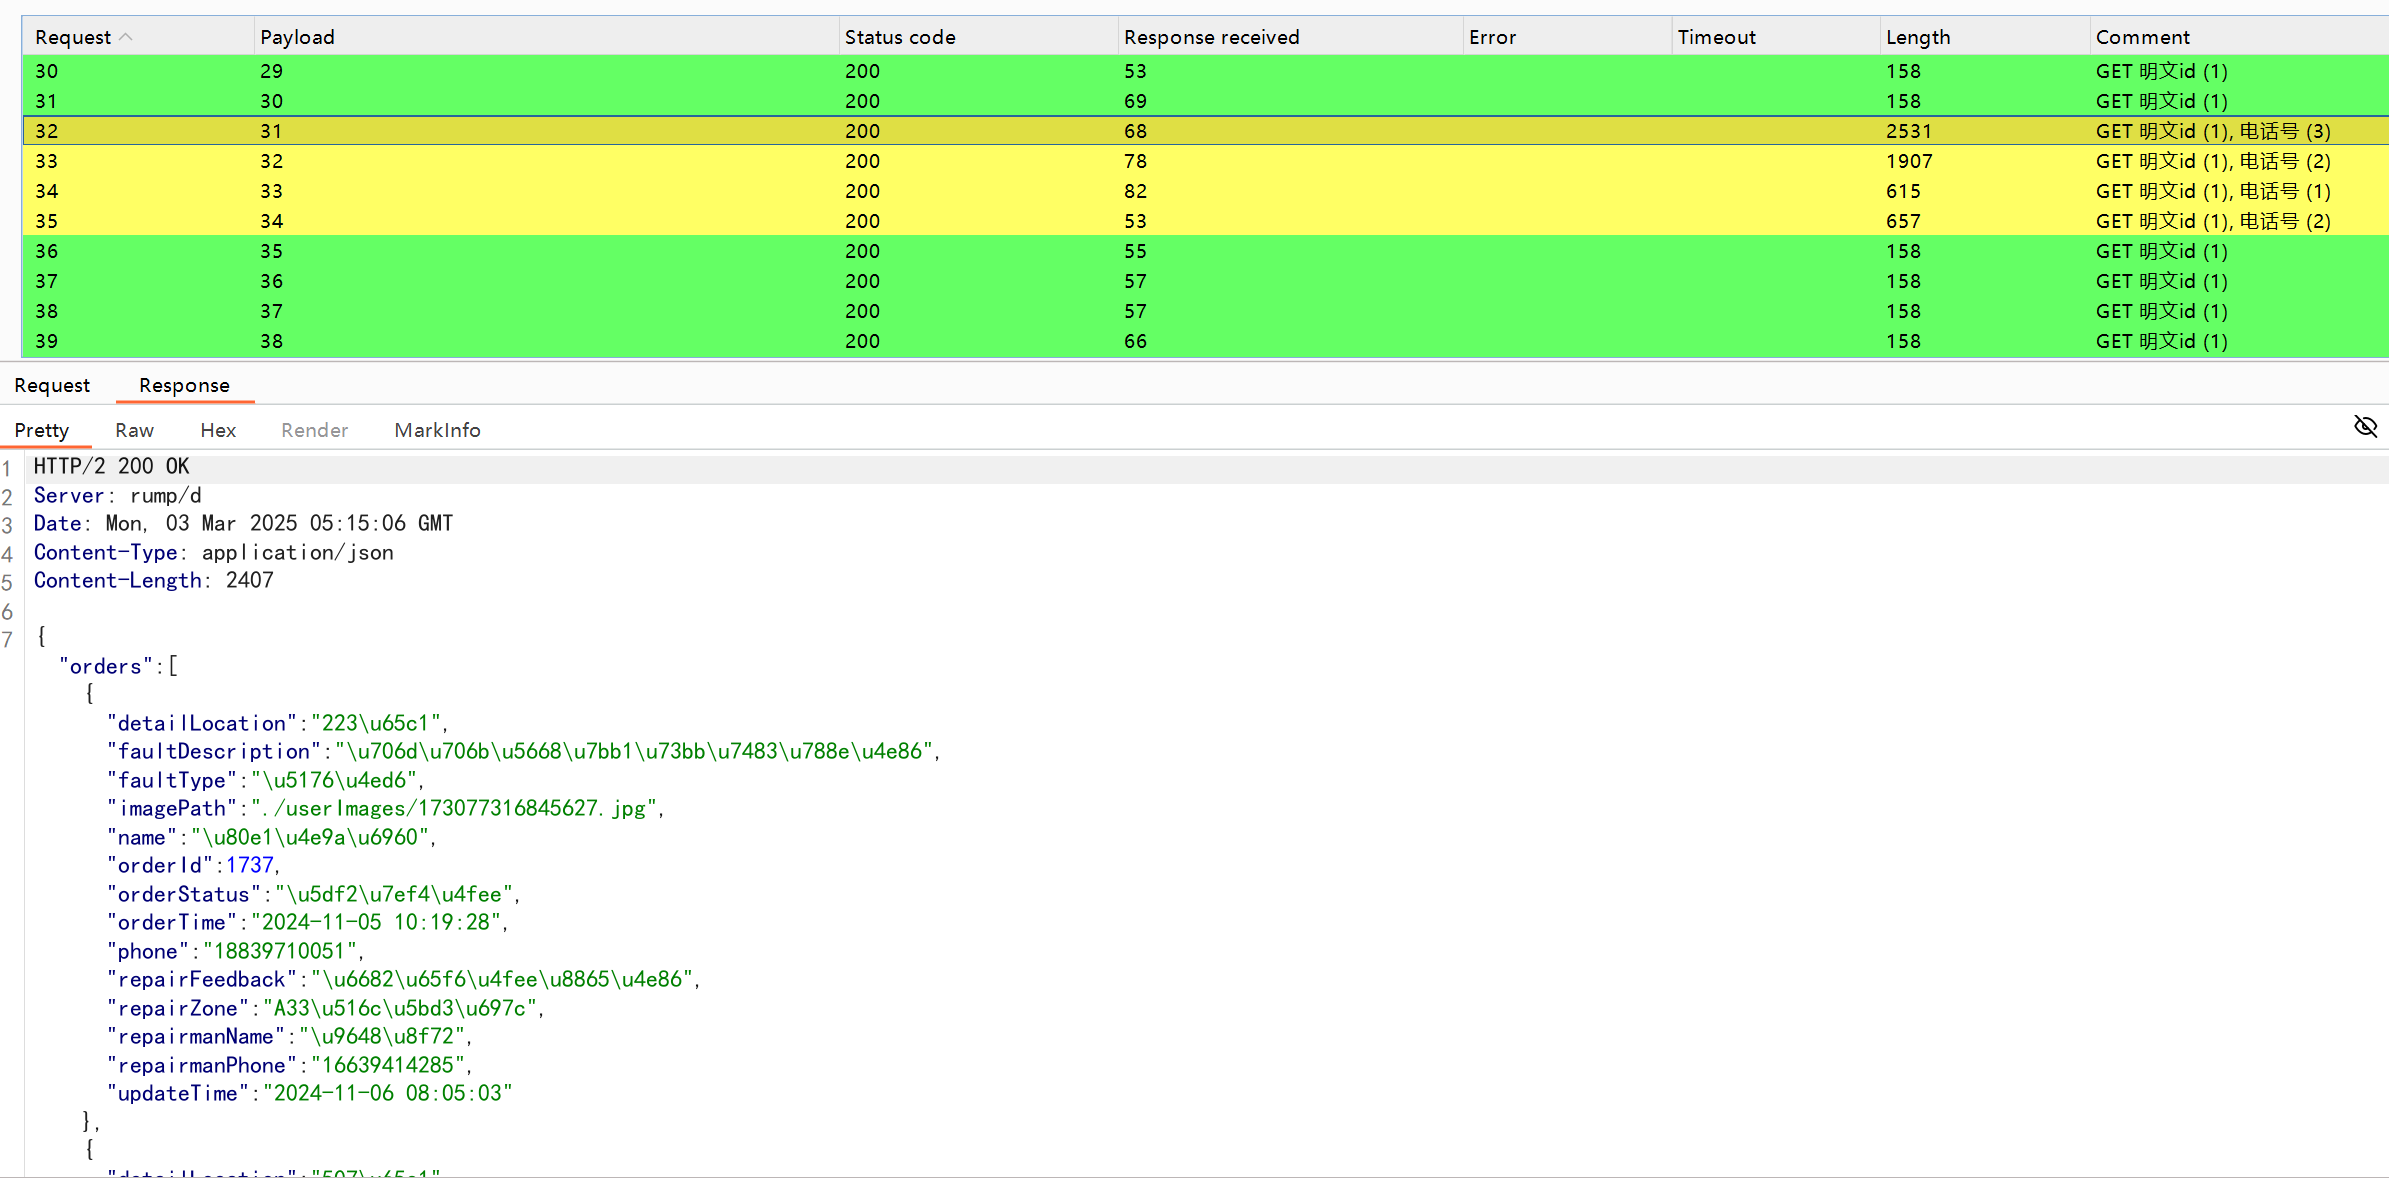 Request Payload Status code Response received Error Timeout Length Comment
30 29 200 53 158 GET 明文id (1)
31 30 200 69 158 GET 明文id (1)
32 31 200 68 2531 GET 明文id (1), 电话号 (3)
33 32 200 78 1907 GET 明文id (1), 电话号 (2)
34 33 200 82 615 GET 明文id (1), 电话号 (1)
35 34 200 53 657 GET 明文id (1), 电话号 (2)
36 35 200 55 158 GET 明文id (1)
37 36 200 57 158 GET 明文id (1)
38 37 200 57 158 GET 明文id (1)
39 38 200 66 158 GET 明文id (1)
Request Response
Pretty Raw Hex Render MarkInfo
1 HTTP/2 200 OK
2 Server: rump/d
3 Date: Mon, 03 Mar 2025 05:15:06 GMT
4 Content-Type: application/json
5 Content-Length: 2407
6
7 {
"orders":[
{
"detailLocation":"223\u65c1",
"faultDescription":"\u706d\u706b\u5668\u7bb1\u73bb\u7483\u788e\u4e86",
"faultType":"\u5176\u4ed6",
"imagePath":"./userImages/173077316845627.jpg",
"name":"\u80e1\u4e9a\u6960",
"orderId":1737,
"orderStatus":"\u5df2\u7ef4\u4fee",
"orderTime":"2024-11-05 10:19:28",
"phone":"18839710051",
"repairFeedback":"\u6682\u65f6\u4fee\u8865\u4e86",
"repairZone":"A33\u516c\u5bd3\u697c",
"repairmanName":"\u9648\u8f72",
"repairmanPhone":"16639414285",
"updateTime":"2024-11-06 08:05:03"
},
{
"detailLocation":"507\u65c1"